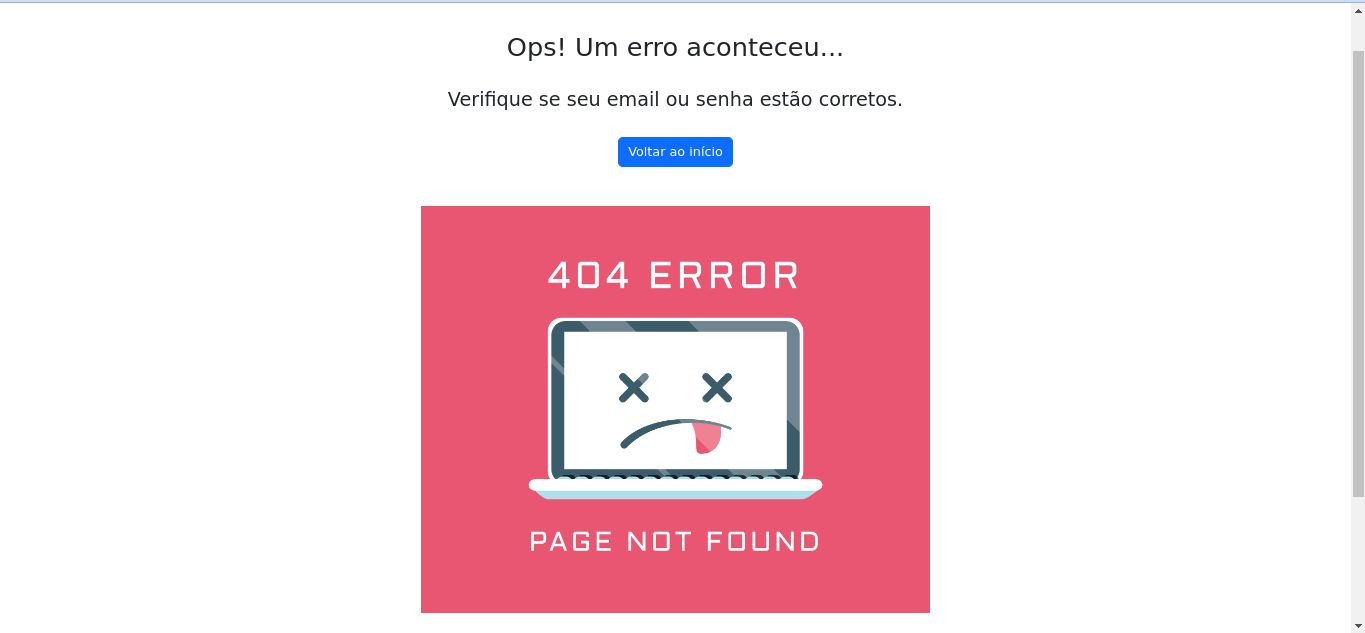 Ops! Um erro aconteceu...
Verifique se seu email ou senha estão corretos.
Voltar ao início
404 ERROR
PAGE NOT FOUND